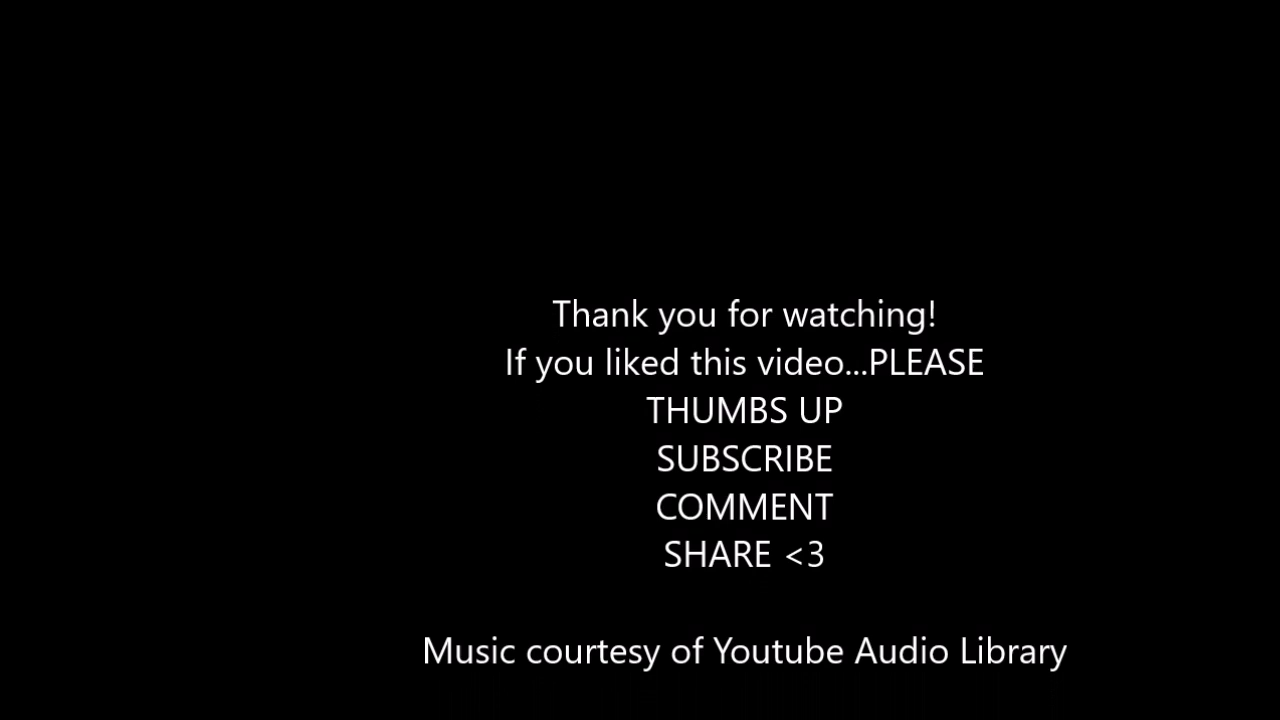 Thank you for watching!
If you liked this video...PLEASE
THUMBS UP
SUBSCRIBE
COMMENT
SHARE <3
Music courtesy of Youtube Audio Library